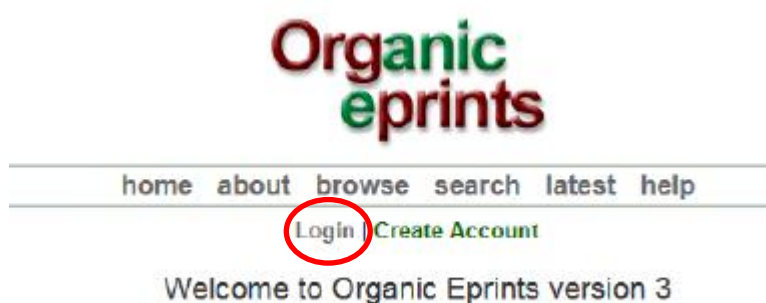 Organic
eprints
home about browse search latest help
Login | Create Account
Welcome to Organic Eprints version 3